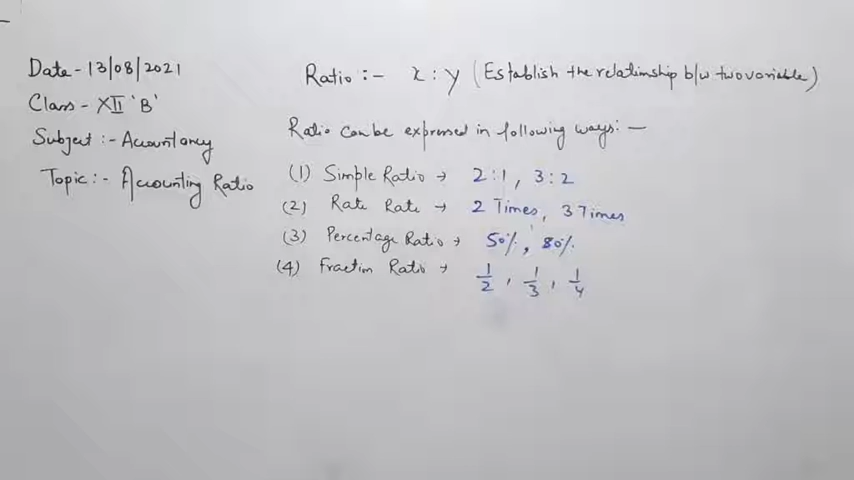 Date - 13/08/2021
Class - XII 'B'
Subject :- Accountancy
Topic :- Accounting Ratio
Ratio :- x : y (Establish the relationship b/w two variable)
Ratio can be expressed in following ways :-
(1) Simple Ratio → 2:1, 3:2
(2) Rate Rate → 2 Times, 3 Times
(3) Percentage Ratio → 50%, 80%
(4) Fraction Ratio → 1/2, 1/3, 1/4